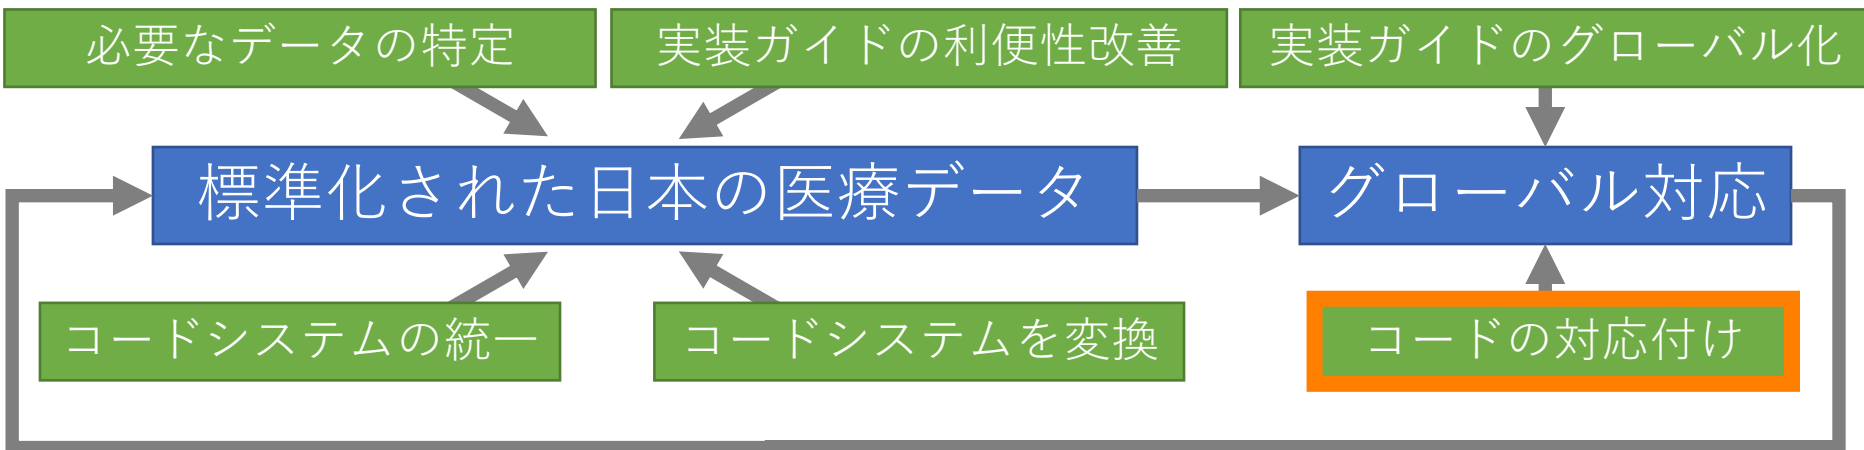 必要なデータの特定
実装ガイドの利便性改善
実装ガイドのグローバル化
標準化された日本の医療データ
グローバル対応
コードシステムの統一
コードシステムを変換
コードの対応付け